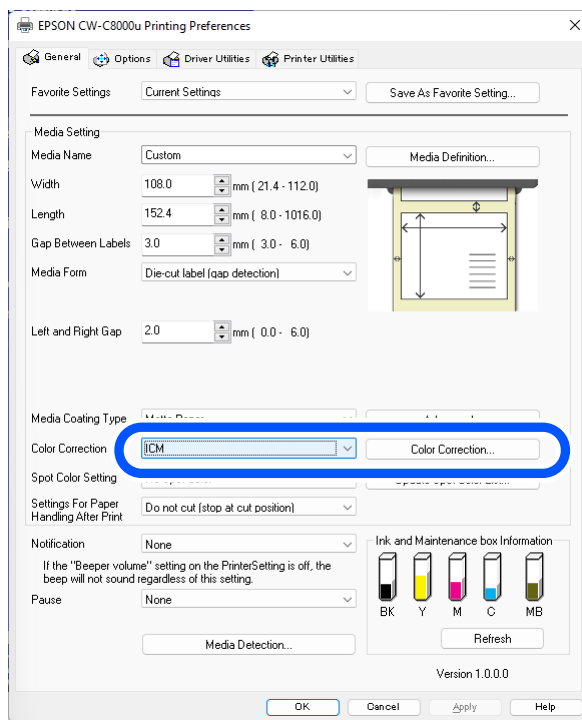 EPSON CW-C8000u Printing Preferences
General Options Driver Utilities Printer Utilities
Favorite Settings Current Settings Save As Favorite Setting...
Media Setting
Media Name Custom Media Definition...
Width 108.0 mm ( 21.4 - 112.0)
Length 152.4 mm ( 8.0 - 1016.0)
Gap Between Labels 3.0 mm ( 3.0 - 6.0)
Media Form Die-cut label (gap detection)
Left and Right Gap 2.0 mm ( 0.0 - 6.0)
Media Coating Type
Color Correction ICM Color Correction...
Spot Color Setting
Settings For Paper
Handling After Print Do not cut (stop at cut position)
Notification None
If the "Beeper volume" setting on the PrinterSetting is off, the
beep will not sound regardless of this setting.
Pause None
Media Detection...
Ink and Maintenance box Information
BK Y M C MB
Refresh
Version 1.0.0.0
OK Cancel Apply Help